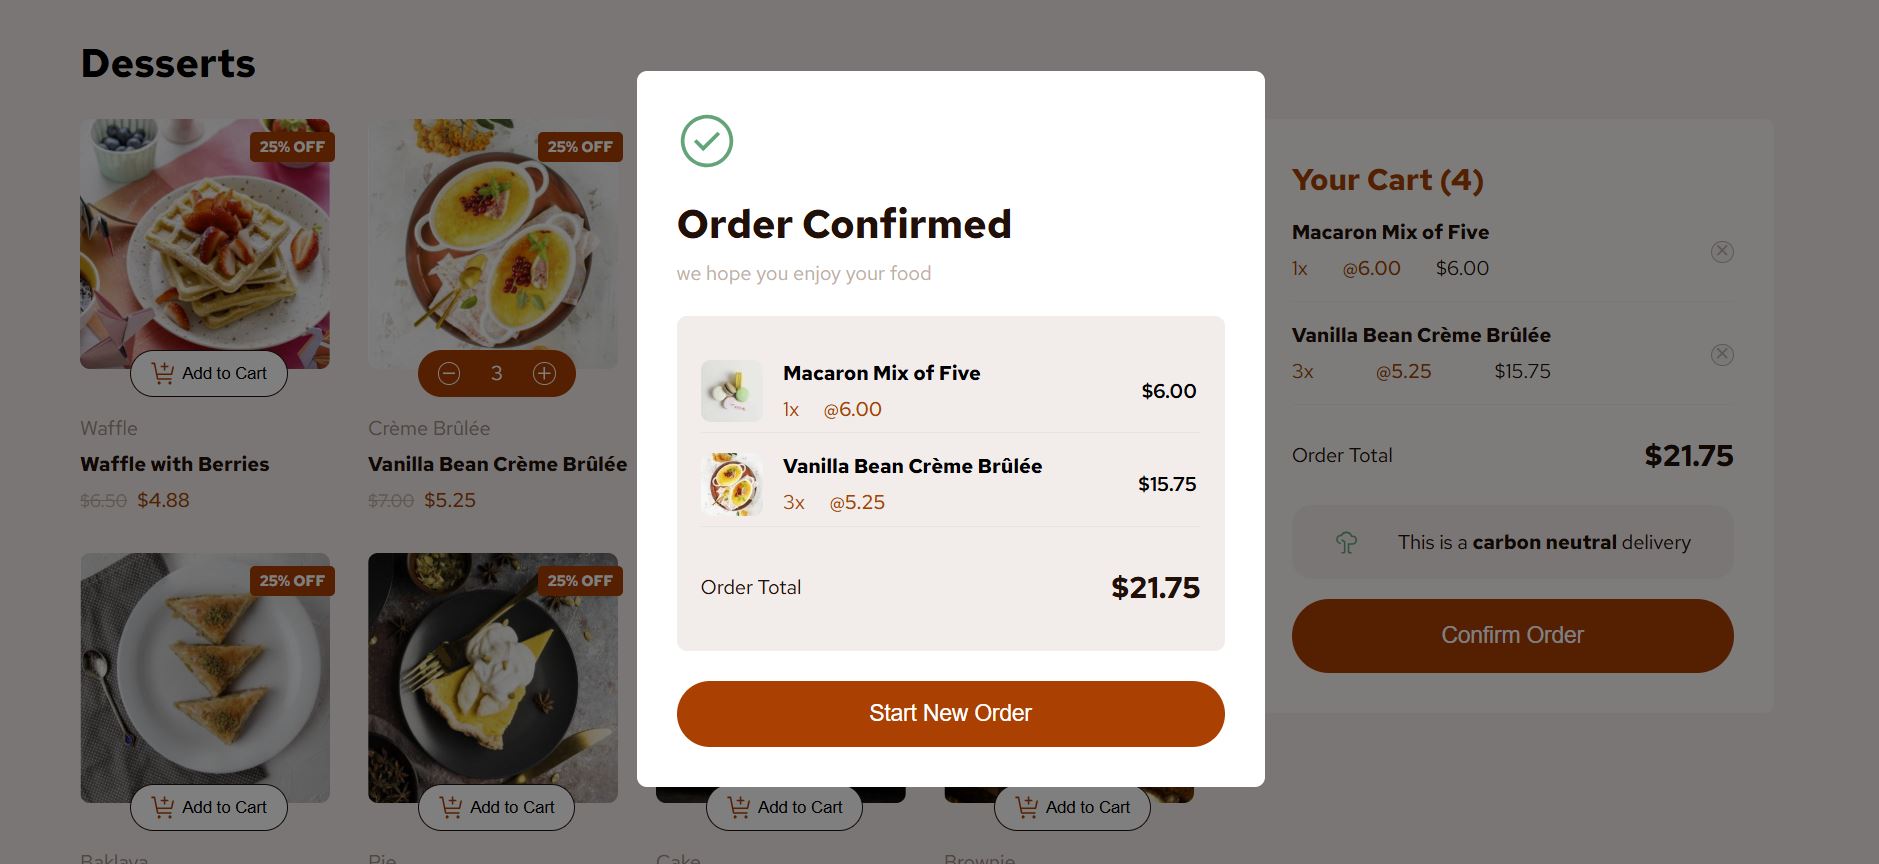 Desserts
25% OFF
25% OFF
Add to Cart
3
Waffle
Crème Brûlée
Waffle with Berries
Vanilla Bean Crème Brûlée
$6.50 $4.88
$7.00 $5.25
25% OFF
25% OFF
Add to Cart
Add to Cart
Add to Cart
Add to Cart
Baklava
Pie
Cake
Brownie
Order Confirmed
we hope you enjoy your food
Macaron Mix of Five
1x @6.00
$6.00
Vanilla Bean Crème Brûlée
3x @5.25
$15.75
Order Total
$21.75
Start New Order
Your Cart (4)
Macaron Mix of Five
1x @6.00 $6.00
Vanilla Bean Crème Brûlée
3x @5.25 $15.75
Order Total
$21.75
This is a carbon neutral delivery
Confirm Order